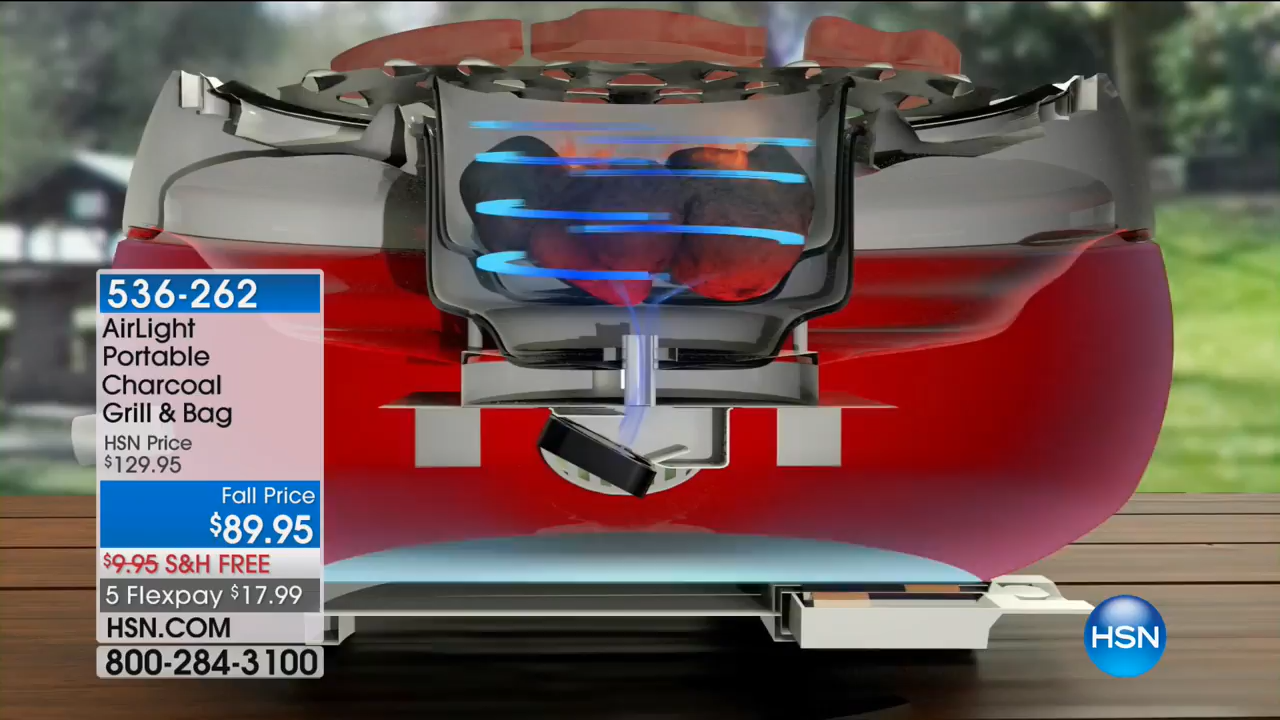 536-262
AirLight
Portable
Charcoal
Grill & Bag
HSN Price
$129.95
Fall Price
$89.95
$9.95 S&H FREE
5 Flexpay $17.99
HSN.COM
800-284-3100
HSN